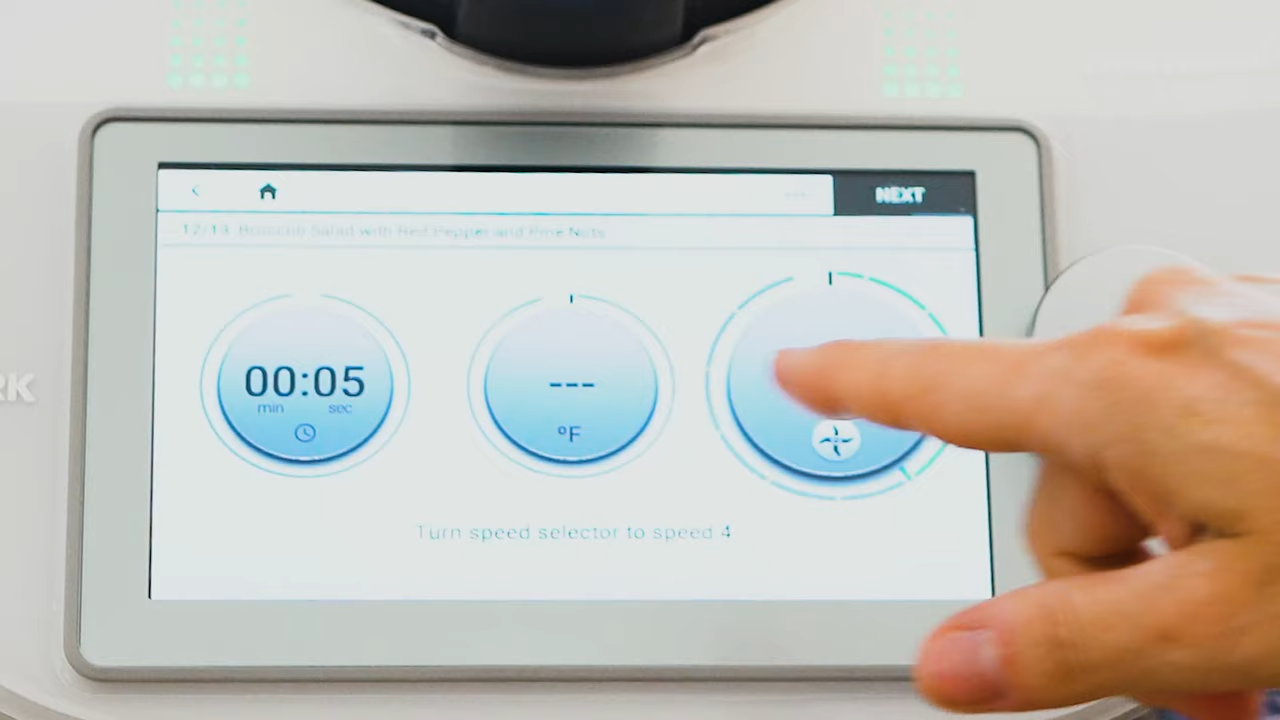 NEXT
12/13 Broccoli Salad with Red Pepper and Pine Nuts
00:05
min sec
---
°F
Turn speed selector to speed 4
RK